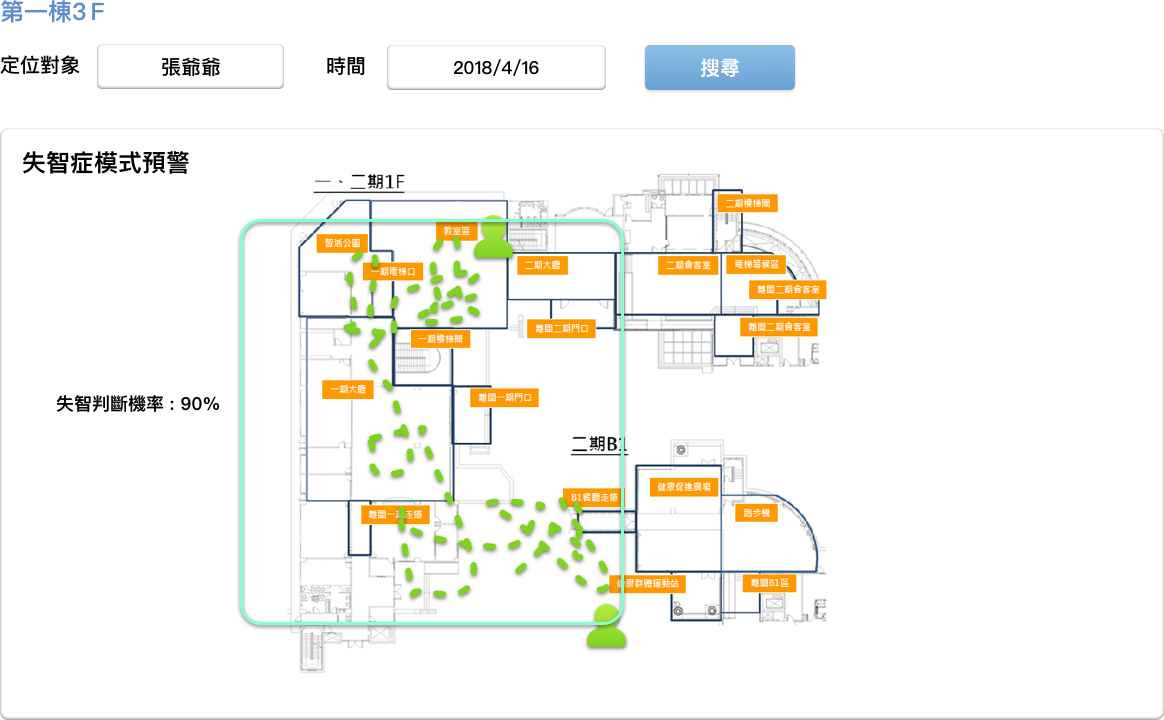 第一棟3F
定位對象 張爺爺 時間 2018/4/16 搜尋
失智症模式預警
一、二期1F
二期樓梯間
教室區
智活公園
一期電梯口
二期大廳
二期會客室
電梯等候區
離開二期會客室
離開二期門口
離開二期會客室
一期樓梯間
一期大廳
離開一期門口
失智判斷機率：90%
二期B1
健康促進廣場
B1餐廳走道
跑步機
離開一期走道
健康群體運動站
離開B1區